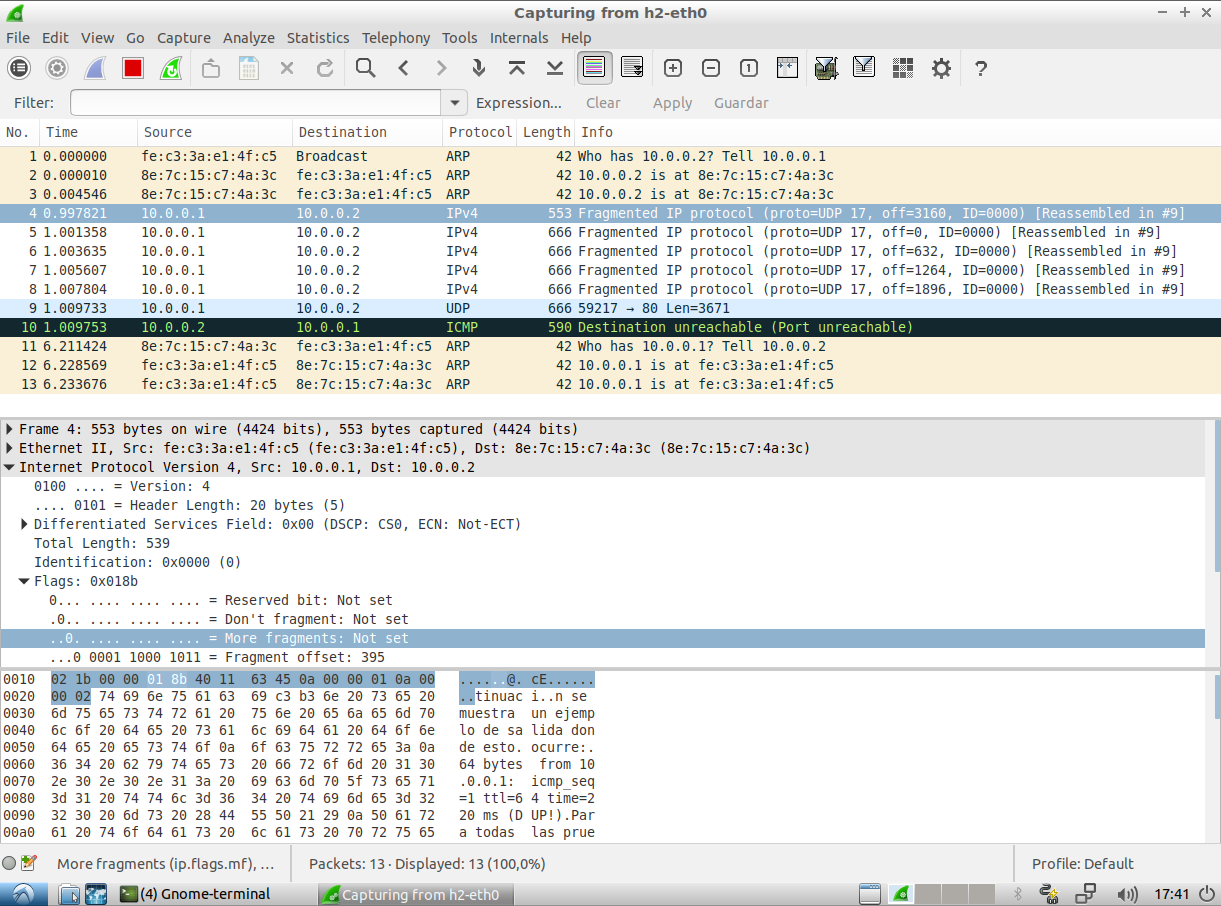 Capturing from h2-eth0
File Edit View Go Capture Analyze Statistics Telephony Tools Internals Help
Filter: Expression... Clear Apply Guardar
No. Time Source Destination Protocol Length Info
1 0.000000 fe:c3:3a:e1:4f:c5 Broadcast ARP 42 Who has 10.0.0.2? Tell 10.0.0.1
2 0.000010 8e:7c:15:c7:4a:3c fe:c3:3a:e1:4f:c5 ARP 42 10.0.0.2 is at 8e:7c:15:c7:4a:3c
3 0.004546 8e:7c:15:c7:4a:3c fe:c3:3a:e1:4f:c5 ARP 42 10.0.0.2 is at 8e:7c:15:c7:4a:3c
4 0.997821 10.0.0.1 10.0.0.2 IPv4 553 Fragmented IP protocol (proto=UDP 17, off=3160, ID=0000) [Reassembled in #9]
5 1.001358 10.0.0.1 10.0.0.2 IPv4 666 Fragmented IP protocol (proto=UDP 17, off=0, ID=0000) [Reassembled in #9]
6 1.003635 10.0.0.1 10.0.0.2 IPv4 666 Fragmented IP protocol (proto=UDP 17, off=632, ID=0000) [Reassembled in #9]
7 1.005607 10.0.0.1 10.0.0.2 IPv4 666 Fragmented IP protocol (proto=UDP 17, off=1264, ID=0000) [Reassembled in #9]
8 1.007804 10.0.0.1 10.0.0.2 IPv4 666 Fragmented IP protocol (proto=UDP 17, off=1896, ID=0000) [Reassembled in #9]
9 1.009733 10.0.0.1 10.0.0.2 UDP 666 59217 → 80 Len=3671
10 1.009753 10.0.0.2 10.0.0.1 ICMP 590 Destination unreachable (Port unreachable)
11 6.211424 8e:7c:15:c7:4a:3c fe:c3:3a:e1:4f:c5 ARP 42 Who has 10.0.0.1? Tell 10.0.0.2
12 6.228569 fe:c3:3a:e1:4f:c5 8e:7c:15:c7:4a:3c ARP 42 10.0.0.1 is at fe:c3:3a:e1:4f:c5
13 6.233676 fe:c3:3a:e1:4f:c5 8e:7c:15:c7:4a:3c ARP 42 10.0.0.1 is at fe:c3:3a:e1:4f:c5
Frame 4: 553 bytes on wire (4424 bits), 553 bytes captured (4424 bits)
Ethernet II, Src: fe:c3:3a:e1:4f:c5 (fe:c3:3a:e1:4f:c5), Dst: 8e:7c:15:c7:4a:3c (8e:7c:15:c7:4a:3c)
Internet Protocol Version 4, Src: 10.0.0.1, Dst: 10.0.0.2
0100 .... = Version: 4
.... 0101 = Header Length: 20 bytes (5)
Differentiated Services Field: 0x00 (DSCP: CS0, ECN: Not-ECT)
Total Length: 539
Identification: 0x0000 (0)
Flags: 0x018b
0... .... .... .... = Reserved bit: Not set
.0.. .... .... .... = Don't fragment: Not set
..0. .... .... .... = More fragments: Not set
...0 0001 1000 1011 = Fragment offset: 395
0010 02 1b 00 00 01 8b 40 11 63 45 0a 00 00 01 0a 00 ......@. cE......
0020 00 02 74 69 6e 75 61 63 69 c3 b3 6e 20 73 65 20 ..tinuac i..n se
0030 6d 75 65 73 74 72 61 20 75 6e 20 65 6a 65 6d 70 muestra un ejemp
0040 6c 6f 20 64 65 20 73 61 6c 69 64 61 20 64 6f 6e lo de sa lida don
0050 64 65 20 65 73 74 6f 0a 6f 63 75 72 72 65 3a 0a de esto. ocurre:.
0060 36 34 20 62 79 74 65 73 20 66 72 6f 6d 20 31 30 64 bytes from 10
0070 2e 30 2e 30 2e 31 3a 20 69 63 6d 70 5f 73 65 71 .0.0.1: icmp_seq
0080 3d 31 20 74 74 6c 3d 36 34 20 74 69 6d 65 3d 32 =1 ttl=6 4 time=2
0090 32 30 20 6d 73 20 28 44 55 50 21 29 0a 50 61 72 20 ms (D UP!).Par
00a0 61 20 74 6f 64 61 73 20 6c 61 73 20 70 72 75 65 a todas las prue
More fragments (ip.flags.mf), ... Packets: 13 · Displayed: 13 (100,0%) Profile: Default
(4) Gnome-terminal Capturing from h2-eth0 17:41